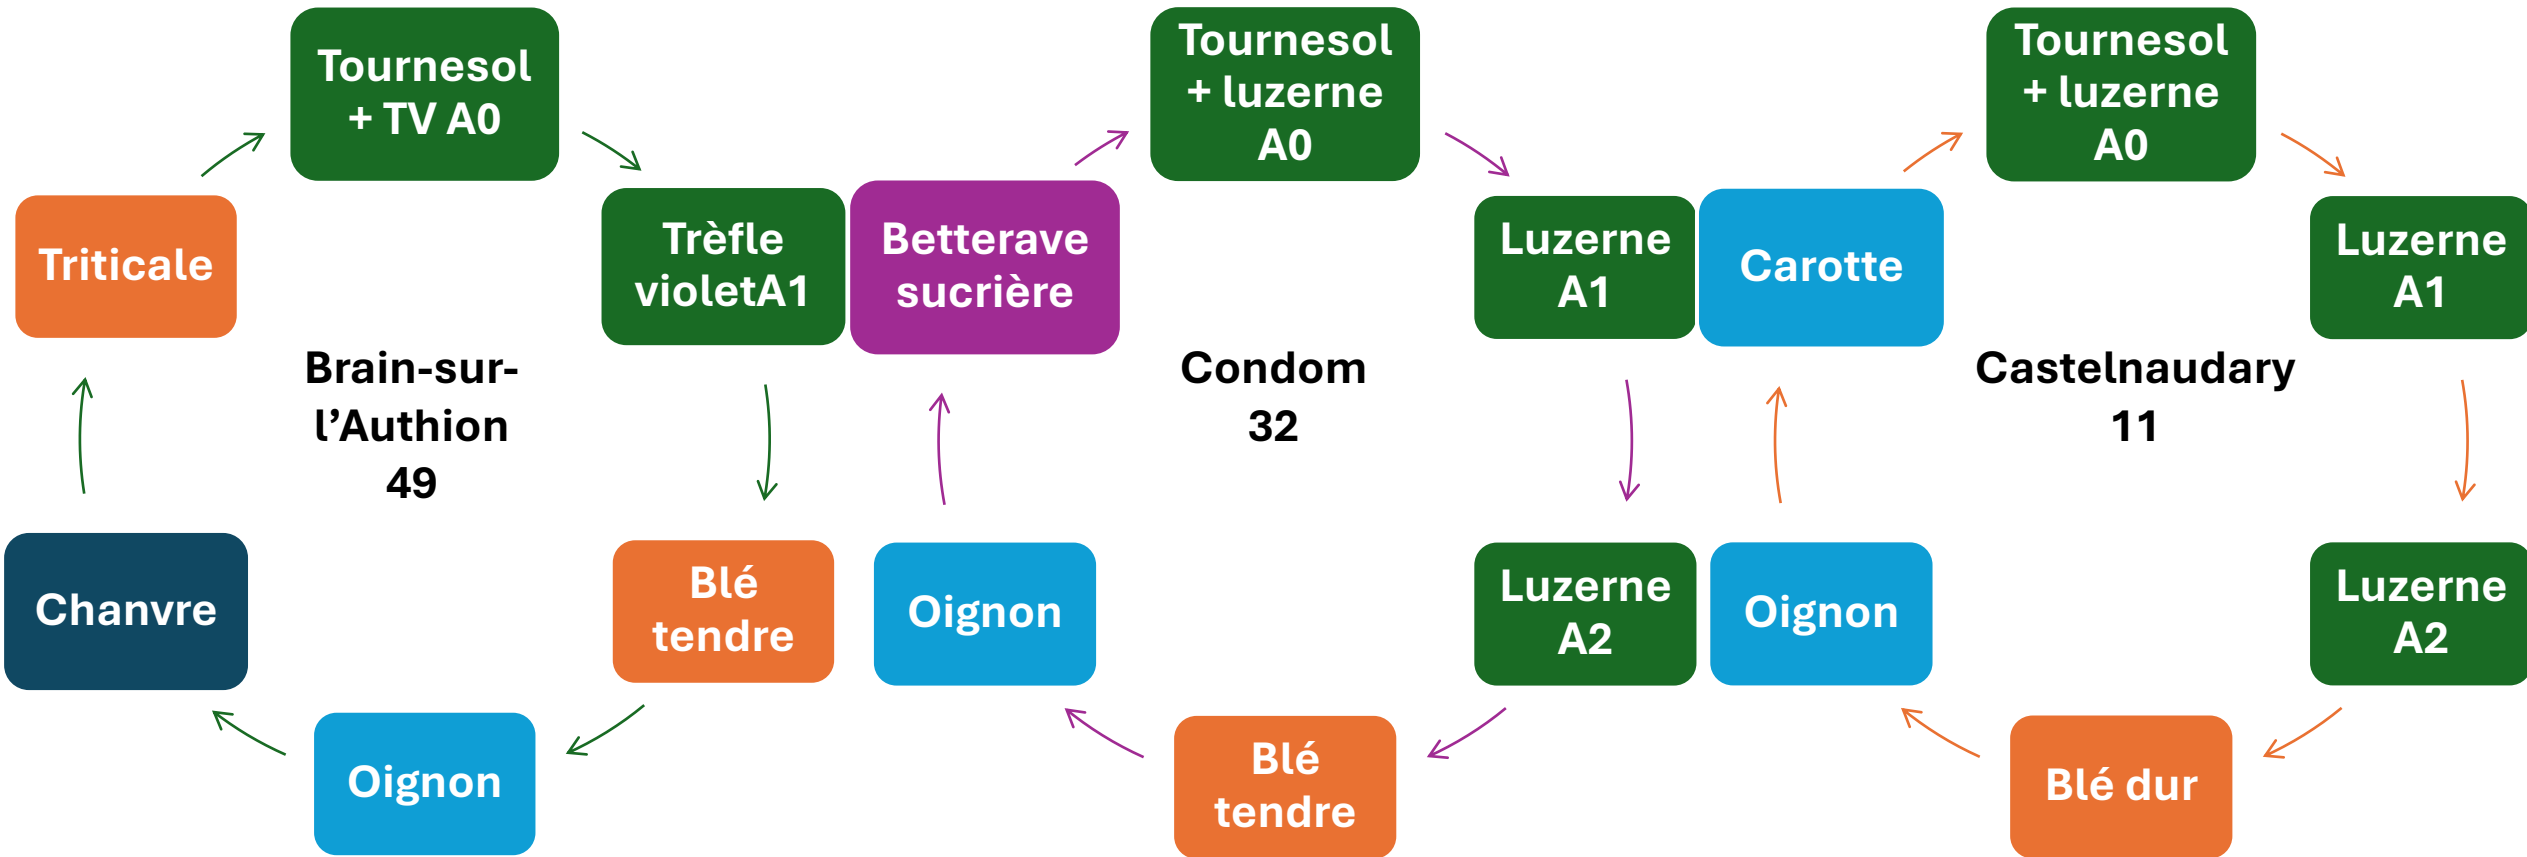 Tournesol
+ TV A0
Trèfle
violetA1
Blé
tendre
Oignon
Chanvre
Triticale
Brain-sur-
l’Authion
49
Tournesol
+ luzerne
A0
Luzerne
A1
Luzerne
A2
Blé
tendre
Oignon
Betterave
sucrière
Condom
32
Tournesol
+ luzerne
A0
Luzerne
A1
Luzerne
A2
Blé dur
Oignon
Carotte
Castelnaudary
11